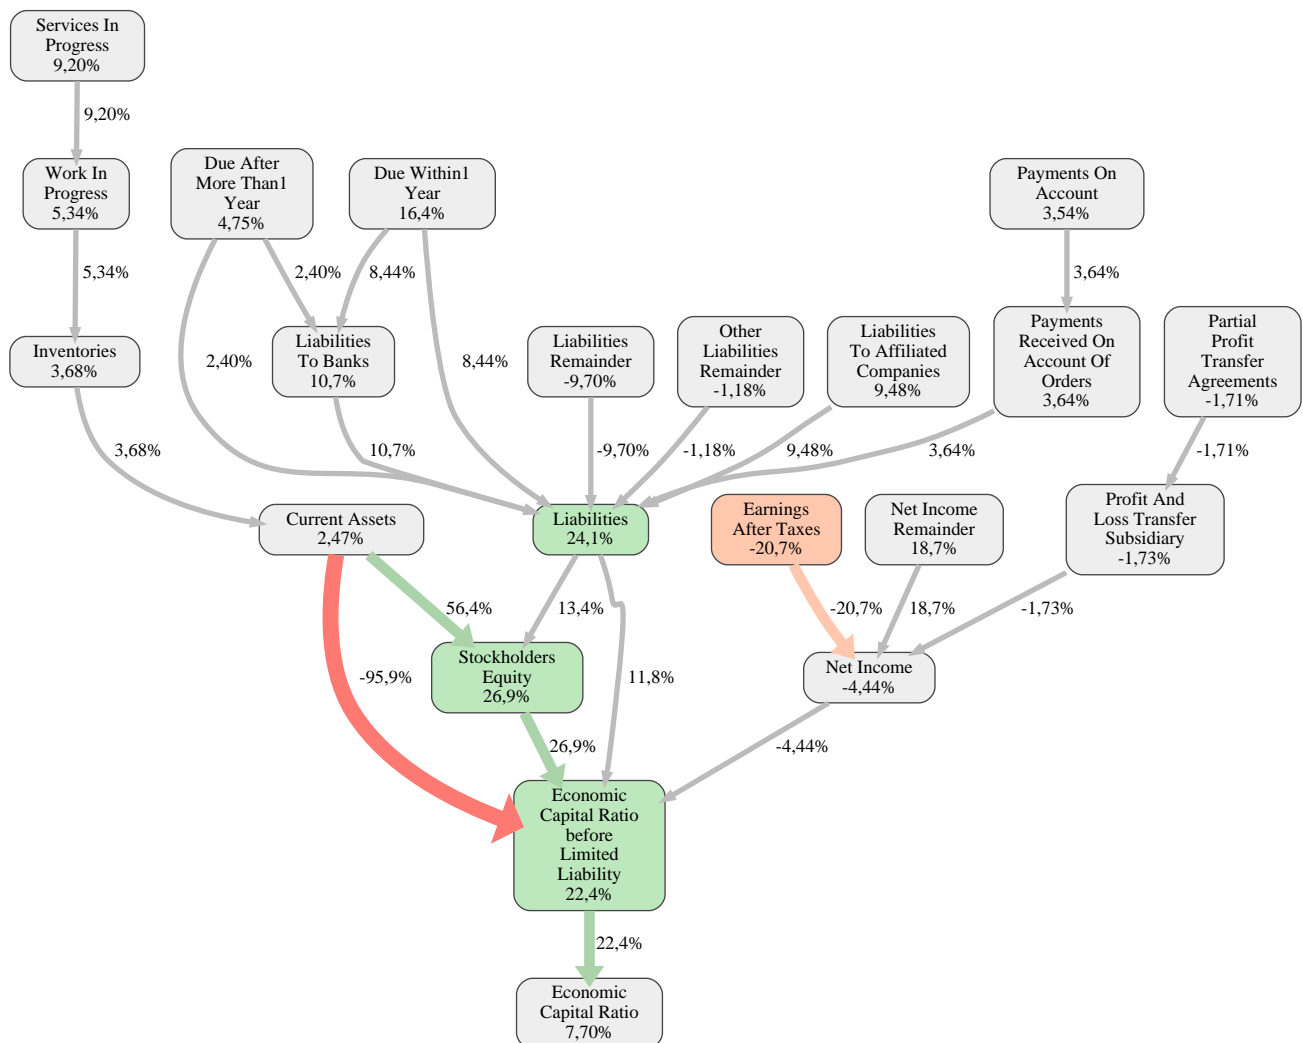 Services In
Progress
9,20%
9,20%
Work In
Progress
5,34%
Due After
More Than1
Year
4,75%
Due Within1
Year
16,4%
Payments On
Account
3,54%
5,34%
2,40%
8,44%
3,64%
Inventories
3,68%
2,40%
Liabilities
To Banks
10,7%
8,44%
Liabilities
Remainder
-9,70%
Other
Liabilities
Remainder
-1,18%
Liabilities
To Affiliated
Companies
9,48%
Payments
Received On
Account Of
Orders
3,64%
Partial
Profit
Transfer
Agreements
-1,71%
3,68%
10,7%
-9,70%
-1,18%
9,48%
3,64%
-1,71%
Current Assets
2,47%
Liabilities
24,1%
Earnings
After Taxes
-20,7%
Net Income
Remainder
18,7%
Profit And
Loss Transfer
Subsidiary
-1,73%
56,4%
13,4%
-20,7%
18,7%
-1,73%
-95,9%
Stockholders
Equity
26,9%
11,8%
Net Income
-4,44%
26,9%
-4,44%
Economic
Capital Ratio
before
Limited
Liability
22,4%
22,4%
Economic
Capital Ratio
7,70%